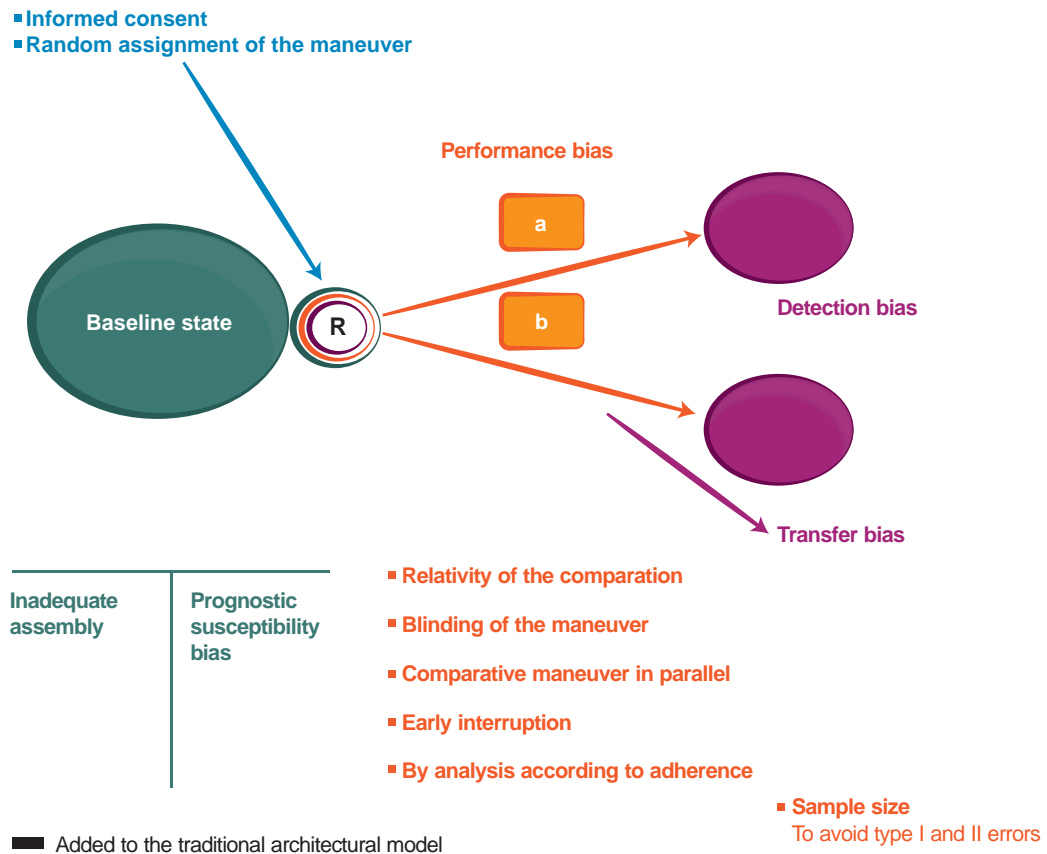 Informed consent
Random assignment of the maneuver
Performance bias
a
Baseline state
R
b
Detection bias
Transfer bias
Inadequate
assembly
Prognostic
susceptibility
bias
Relativity of the comparation
Blinding of the maneuver
Comparative maneuver in parallel
Early interruption
By analysis according to adherence
Sample size
To avoid type I and II errors
Added to the traditional architectural model